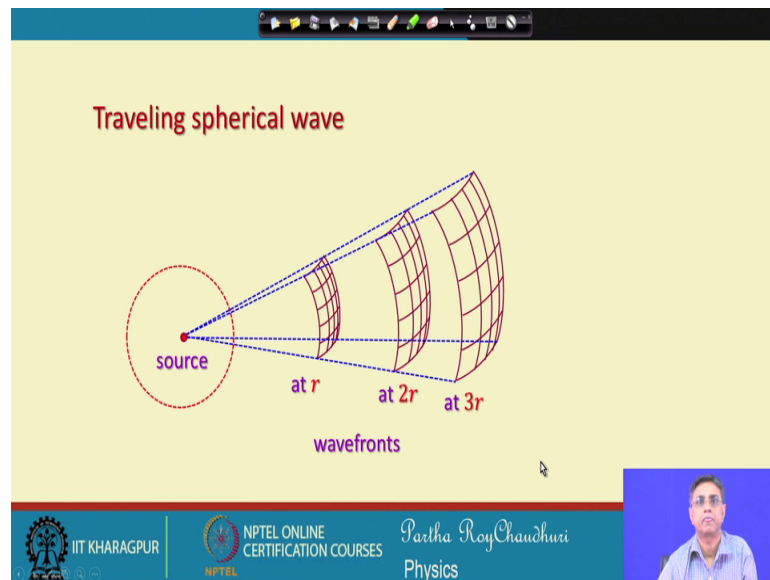 Traveling spherical wave
source
at r
at 2r
at 3r
wavefronts
IIT KHARAGPUR
NPTEL
NPTEL ONLINE
CERTIFICATION COURSES
Partha RoyChaudhuri
Physics